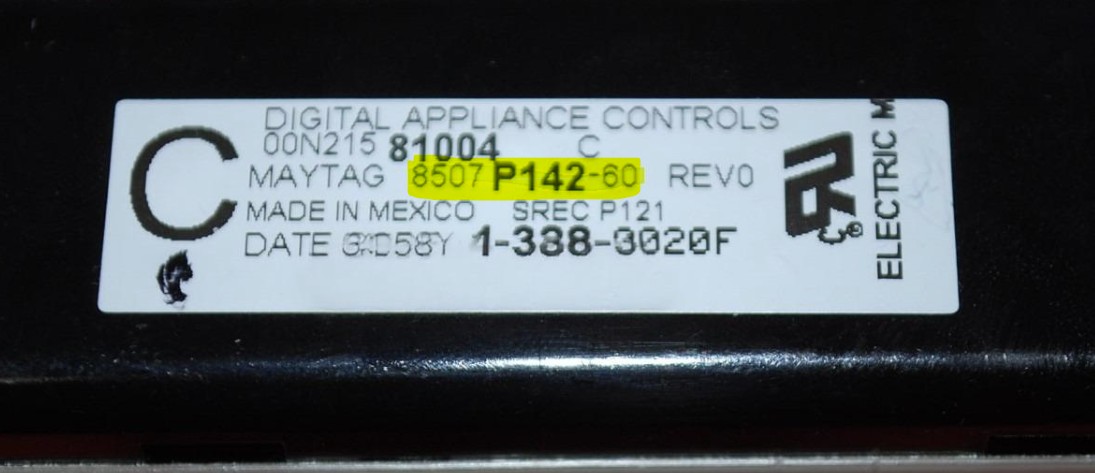 DIGITAL APPLIANCE CONTROLS
C
00N215 81004 C
MAYTAG 8507 P142-60 REV0
MADE IN MEXICO SREC P121
DATE 1-388-3020F
ELECTRIC M